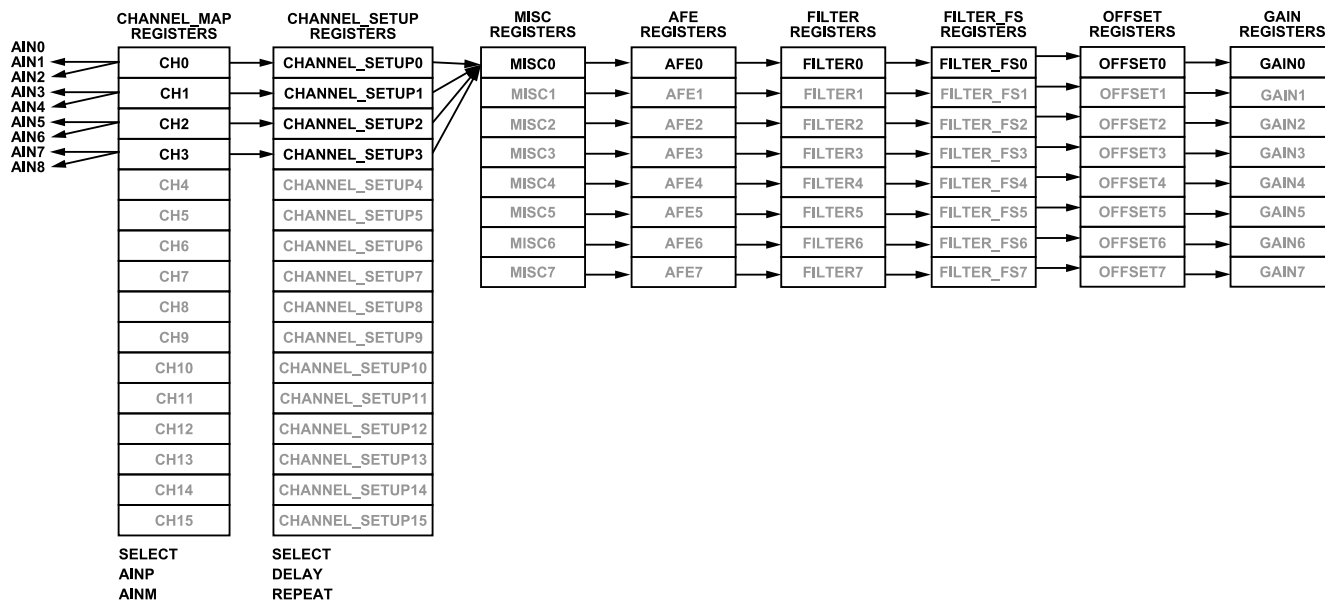 CHANNEL_MAP REGISTERS
CHANNEL_SETUP REGISTERS
MISC REGISTERS
AFE REGISTERS
FILTER REGISTERS
FILTER_FS REGISTERS
OFFSET REGISTERS
GAIN REGISTERS
AIN0
AIN1
AIN2
AIN3
AIN4
AIN5
AIN6
AIN7
AIN8
CH0 CHANNEL_SETUP0 MISC0 AFE0 FILTER0 FILTER_FS0 OFFSET0 GAIN0
CH1 CHANNEL_SETUP1 MISC1 AFE1 FILTER1 FILTER_FS1 OFFSET1 GAIN1
CH2 CHANNEL_SETUP2 MISC2 AFE2 FILTER2 FILTER_FS2 OFFSET2 GAIN2
CH3 CHANNEL_SETUP3 MISC3 AFE3 FILTER3 FILTER_FS3 OFFSET3 GAIN3
CH4 CHANNEL_SETUP4 MISC4 AFE4 FILTER4 FILTER_FS4 OFFSET4 GAIN4
CH5 CHANNEL_SETUP5 MISC5 AFE5 FILTER5 FILTER_FS5 OFFSET5 GAIN5
CH6 CHANNEL_SETUP6 MISC6 AFE6 FILTER6 FILTER_FS6 OFFSET6 GAIN6
CH7 CHANNEL_SETUP7 MISC7 AFE7 FILTER7 FILTER_FS7 OFFSET7 GAIN7
CH8 CHANNEL_SETUP8
CH9 CHANNEL_SETUP9
CH10 CHANNEL_SETUP10
CH11 CHANNEL_SETUP11
CH12 CHANNEL_SETUP12
CH13 CHANNEL_SETUP13
CH14 CHANNEL_SETUP14
CH15 CHANNEL_SETUP15
SELECT SELECT
AINP DELAY
AINM REPEAT